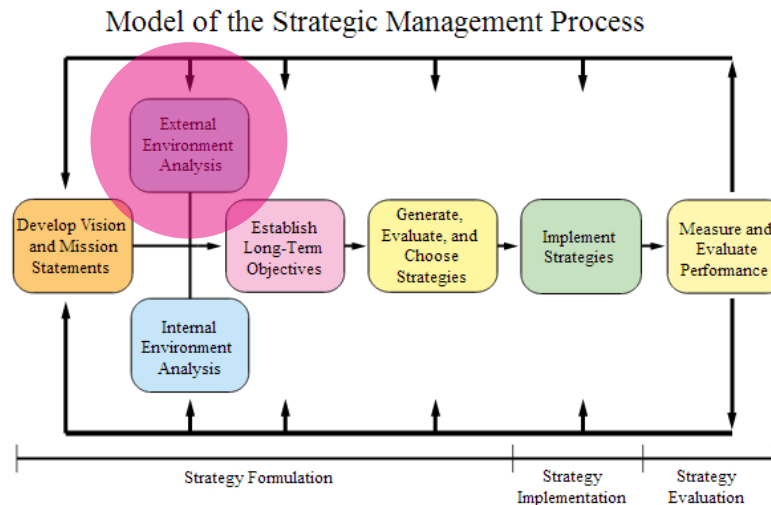 Model of the Strategic Management Process
External
Environment
Analysis
Develop Vision
and Mission
Statements
Establish
Long-Term
Objectives
Generate,
Evaluate, and
Choose
Strategies
Implement
Strategies
Measure and
Evaluate
Performance
Internal
Environment
Analysis
Strategy Formulation
Strategy
Implementation
Strategy
Evaluation